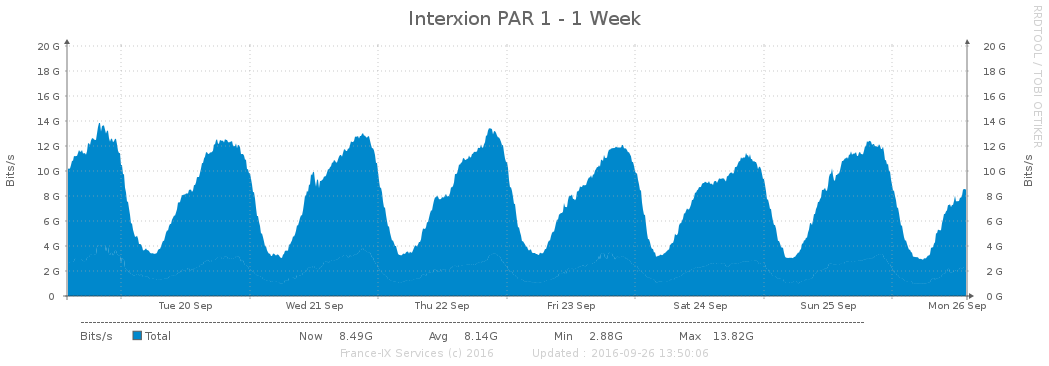 Interxion PAR 1 - 1 Week
RRDTOOL / TOBI OETIKER
20 G 20 G
18 G 18 G
16 G 16 G
14 G 14 G
12 G 12 G
10 G 10 G
8 G 8 G
6 G 6 G
4 G 4 G
2 G 2 G
0 0 G
Bits/s
Bits/s
Tue 20 Sep Wed 21 Sep Thu 22 Sep Fri 23 Sep Sat 24 Sep Sun 25 Sep Mon 26 Sep
Bits/s Total Now 8.49G Avg 8.14G Min 2.88G Max 13.82G
France-IX Services (c) 2016 Updated : 2016-09-26 13:50:06